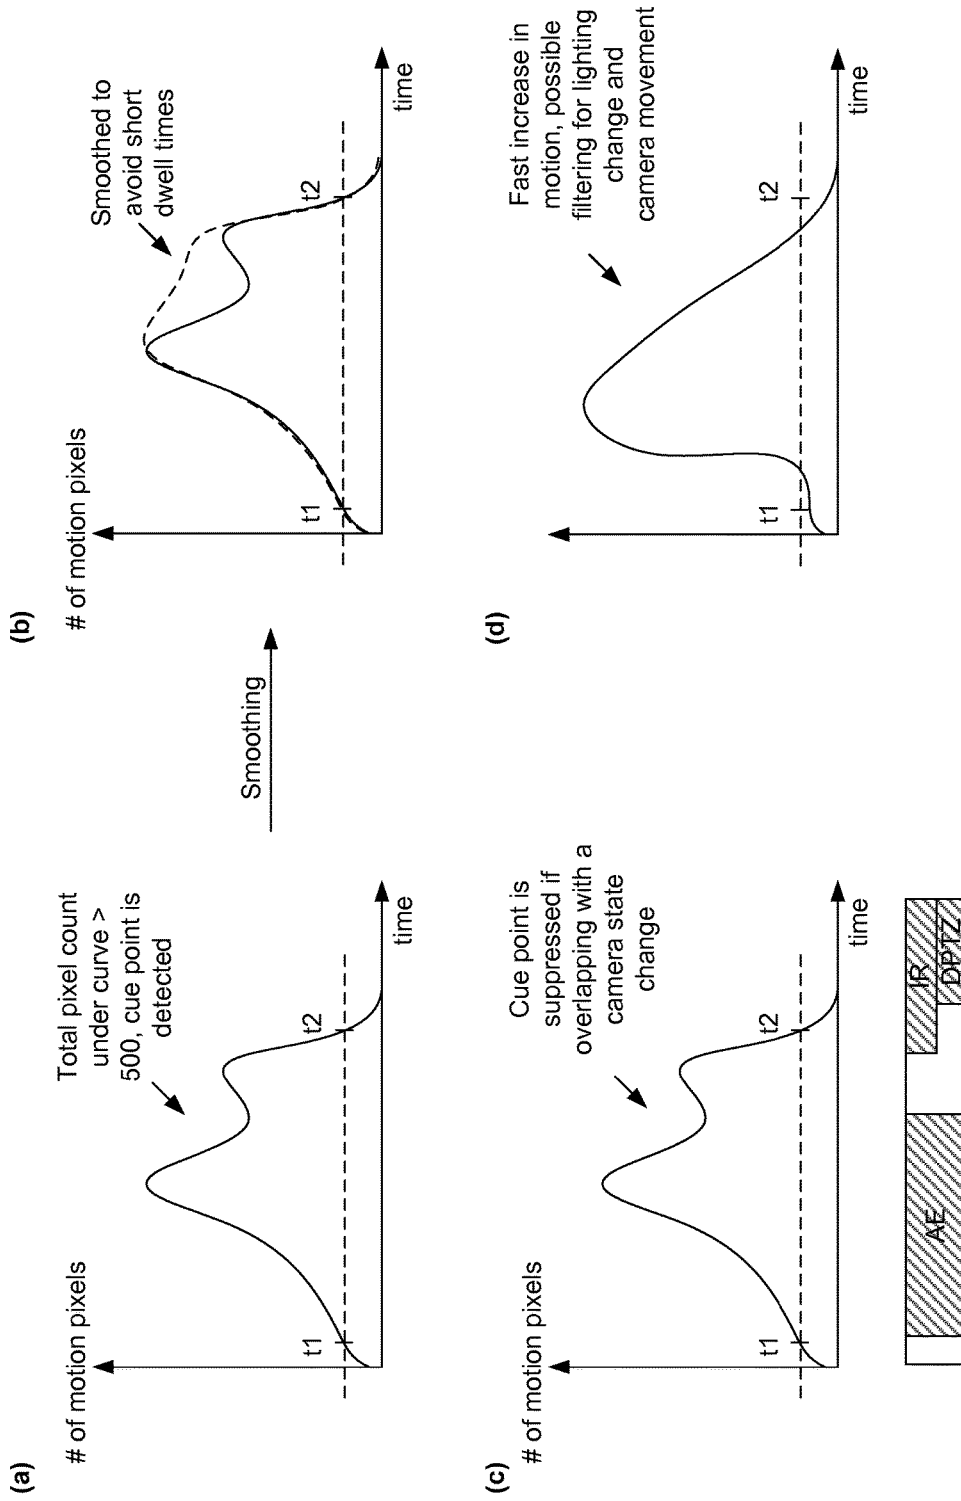 (a)
# of motion pixels
Total pixel count
under curve >
500, cue point is
detected
t1
t2
time
Smoothing
(b)
# of motion pixels
Smoothed to
avoid short
dwell times
t1
t2
time
(c)
# of motion pixels
Cue point is
suppressed if
overlapping with a
camera state
change
t1
t2
time
AE
IR
DPTZ
(d)
Fast increase in
motion, possible
filtering for lighting
change and
camera movement
t1
t2
time